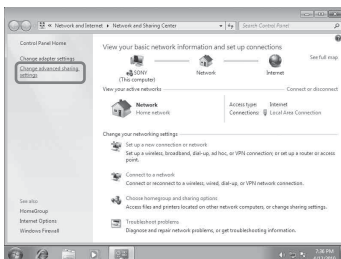 Network and Internet ▸ Network and Sharing Center
Search Control Panel
Control Panel Home
Change adapter settings
Change advanced sharing
settings
View your basic network information and set up connections
See full map
SONY
(This computer)
Network
Internet
View your active networks
Connect or disconnect
Network
Home network
Access type: Internet
Connections: Local Area Connection
Change your networking settings
Set up a new connection or network
Set up a wireless, broadband, dial-up, ad hoc, or VPN connection; or set up a router or access
point.
Connect to a network
Connect or reconnect to a wireless, wired, dial-up, or VPN network connection.
Choose homegroup and sharing options
Access files and printers located on other network computers, or change sharing settings.
Troubleshoot problems
Diagnose and repair network problems, or get troubleshooting information.
See also
HomeGroup
Internet Options
Windows Firewall
7:36 PM